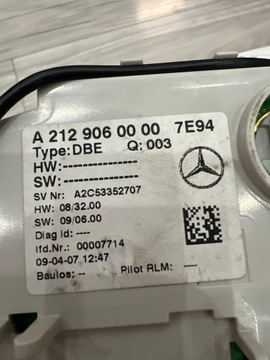 A 212 906 00 00 7E94
Type:DBE Q: 003
HW:---------------
SW:---------------
SV Nr: A2C53352707
HW: 08/32.00
SW: 09/06.00
Diag id: ----
lfd.Nr.: 00007714
09-04-07 12:47
Baulos: -- Pilot RLM: ----